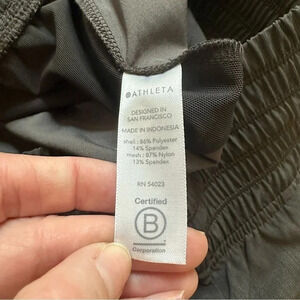 ATHLETA
DESIGNED IN
SAN FRANCISCO
MADE IN INDONESIA
shell : 86% Polyester
14% Spandex
mesh : 87% Nylon
13% Spandex
RN 54023
Certified
B
Corporation